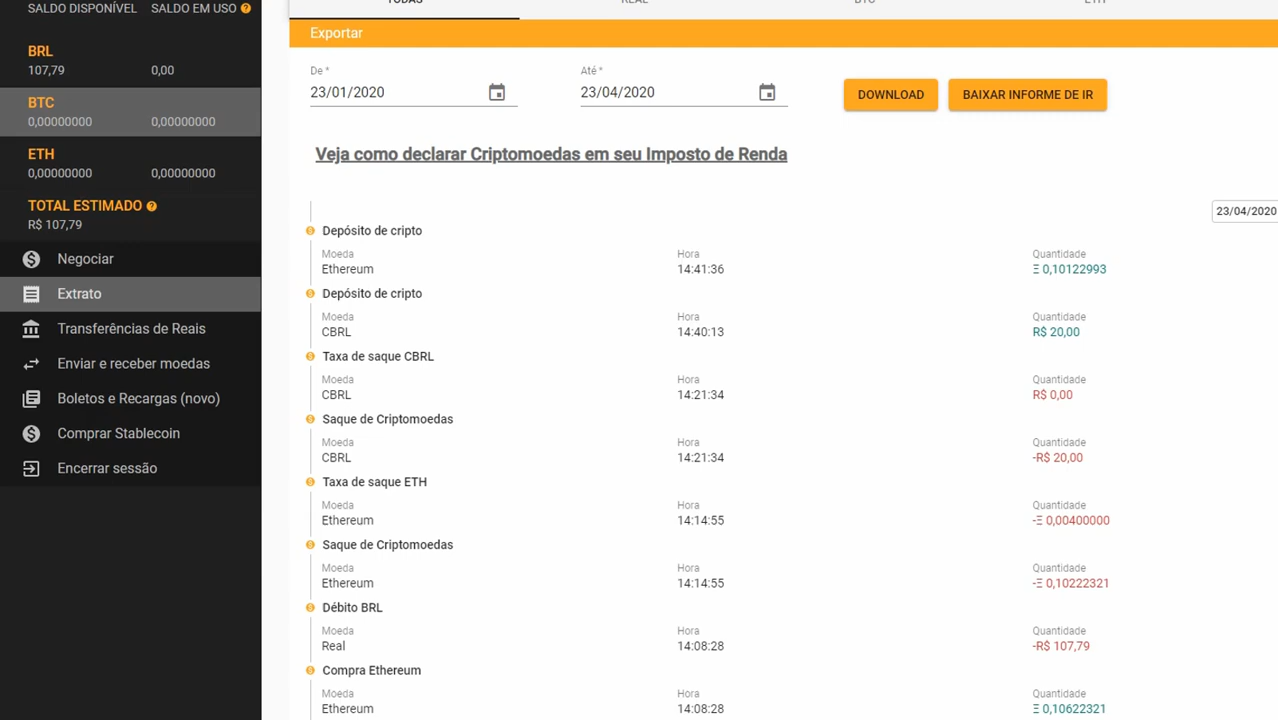 SALDO DISPONÍVEL SALDO EM USO ?
BRL
107,79 0,00
BTC
0,00000000 0,00000000
ETH
0,00000000 0,00000000
TOTAL ESTIMADO ?
R$ 107,79
Negociar
Extrato
Transferências de Reais
Enviar e receber moedas
Boletos e Recargas (novo)
Comprar Stablecoin
Encerrar sessão
TODAS REAL BTC ETH
Exportar
De * Até *
23/01/2020 23/04/2020
DOWNLOAD BAIXAR INFORME DE IR
Veja como declarar Criptomoedas em seu Imposto de Renda
23/04/2020
Depósito de cripto
Moeda Hora Quantidade
Ethereum 14:41:36 Ξ 0,10122993
Depósito de cripto
Moeda Hora Quantidade
CBRL 14:40:13 R$ 20,00
Taxa de saque CBRL
Moeda Hora Quantidade
CBRL 14:21:34 R$ 0,00
Saque de Criptomoedas
Moeda Hora Quantidade
CBRL 14:21:34 -R$ 20,00
Taxa de saque ETH
Moeda Hora Quantidade
Ethereum 14:14:55 -Ξ 0,00400000
Saque de Criptomoedas
Moeda Hora Quantidade
Ethereum 14:14:55 -Ξ 0,10222321
Débito BRL
Moeda Hora Quantidade
Real 14:08:28 -R$ 107,79
Compra Ethereum
Moeda Hora Quantidade
Ethereum 14:08:28 Ξ 0,10622321